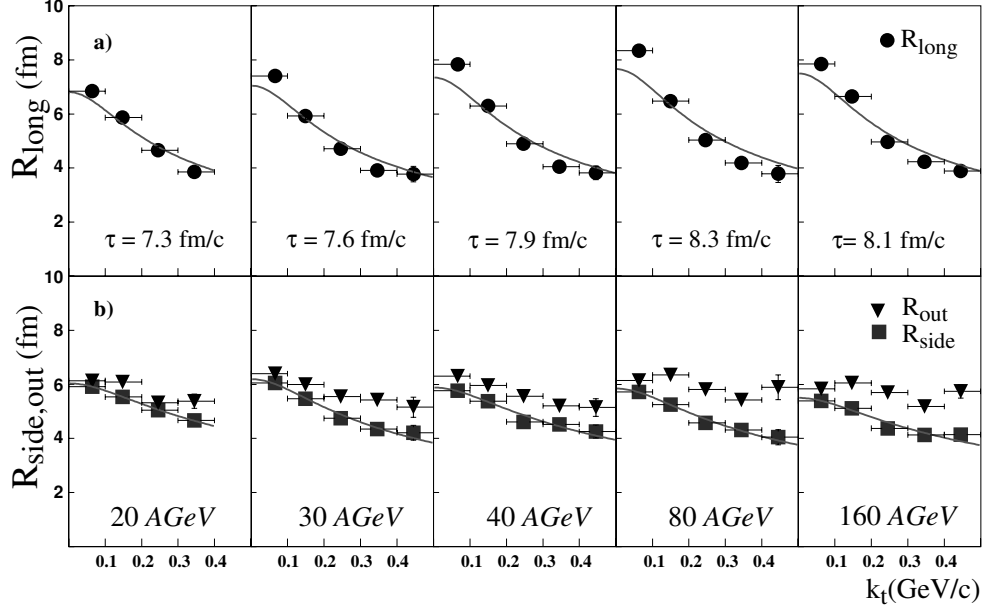 10
8
6
4
2
R_long (fm)
a)
● R_long
τ = 7.3 fm/c
τ = 7.6 fm/c
τ = 7.9 fm/c
τ = 8.3 fm/c
τ= 8.1 fm/c
10
8
6
4
2
R_side,out (fm)
b)
▼ R_out
■ R_side
20 AGeV
30 AGeV
40 AGeV
80 AGeV
160 AGeV
0.1 0.2 0.3 0.4
0.1 0.2 0.3 0.4
0.1 0.2 0.3 0.4
0.1 0.2 0.3 0.4
0.1 0.2 0.3 0.4
k_t(GeV/c)